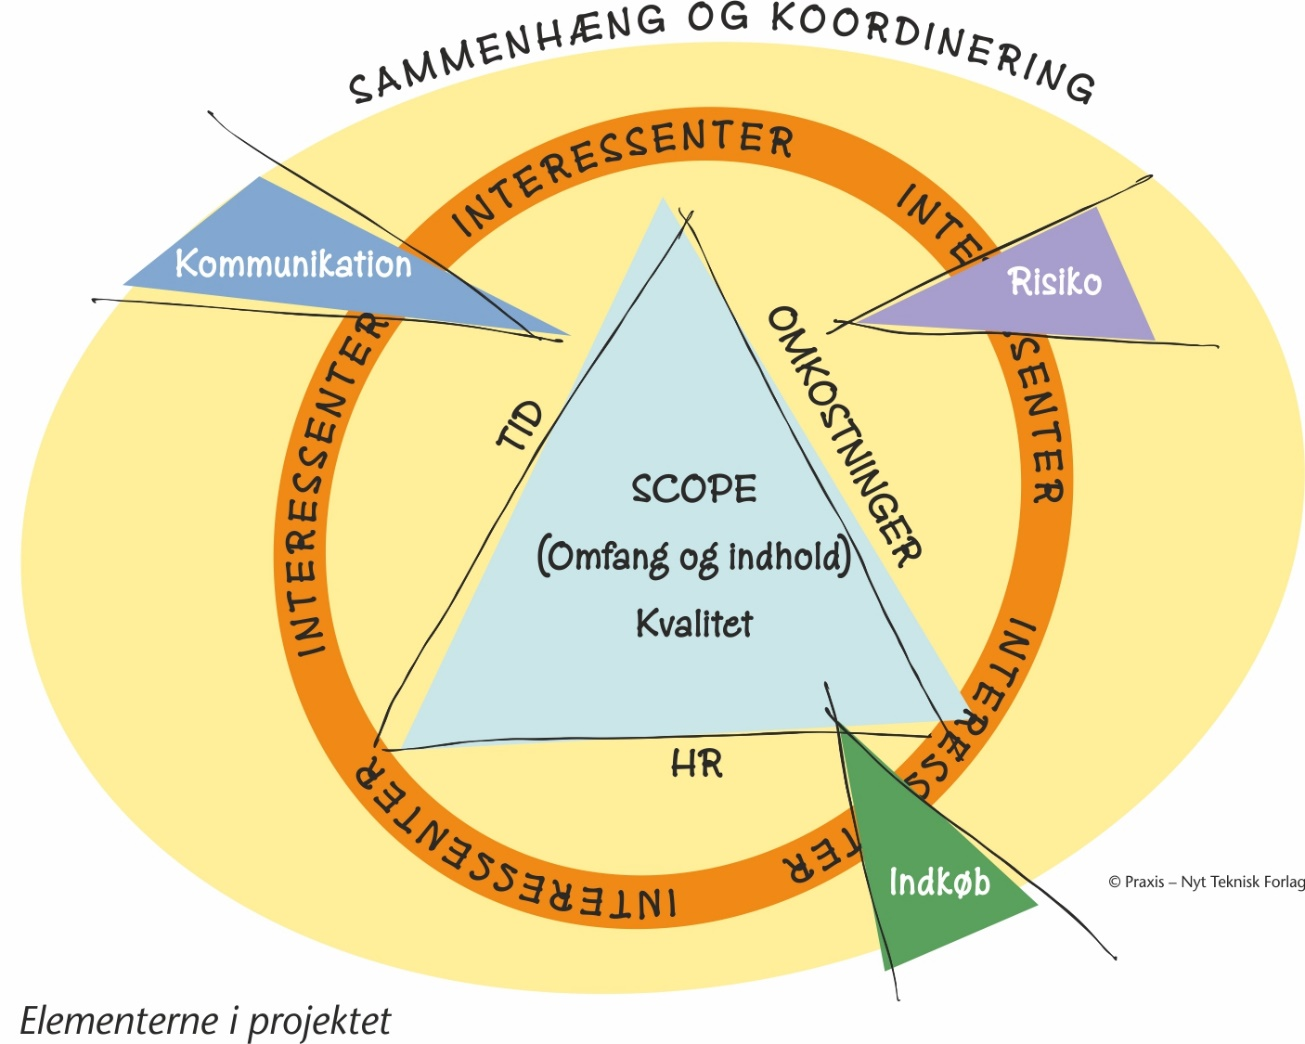 SAMMENHÆNG OG KOORDINERING
INTERESSENTER
INTERESSENTER
INTERESSENTER
INTERESSENTER
INTERESSENTER
Kommunikation
Risiko
TID
OMKOSTNINGER
SCOPE
(Omfang og indhold)
Kvalitet
HR
Indkøb
© Praxis – Nyt Teknisk Forlag
Elementerne i projektet